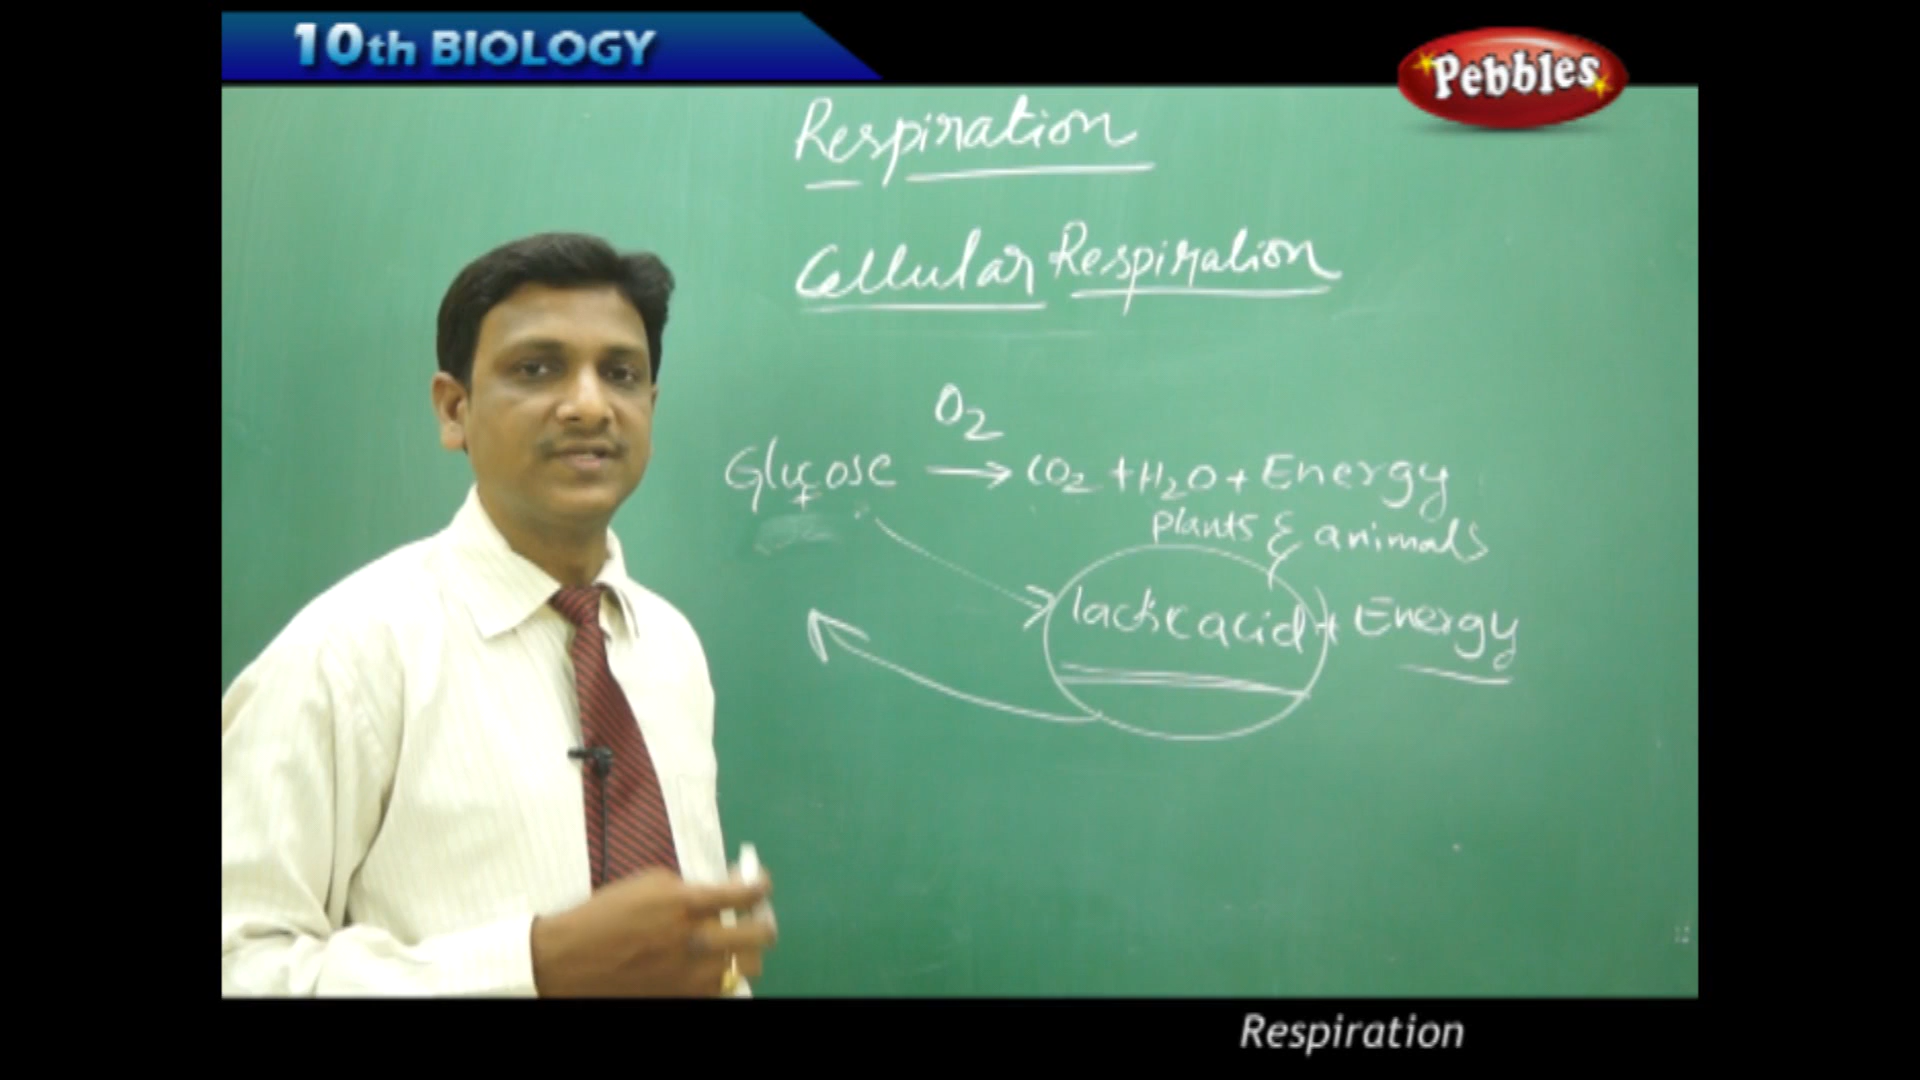 10th BIOLOGY
Pebbles
Respiration
Cellular Respiration
O2
Glucose → CO2 + H2O + Energy
plants & animals
lactic acid + Energy
Respiration